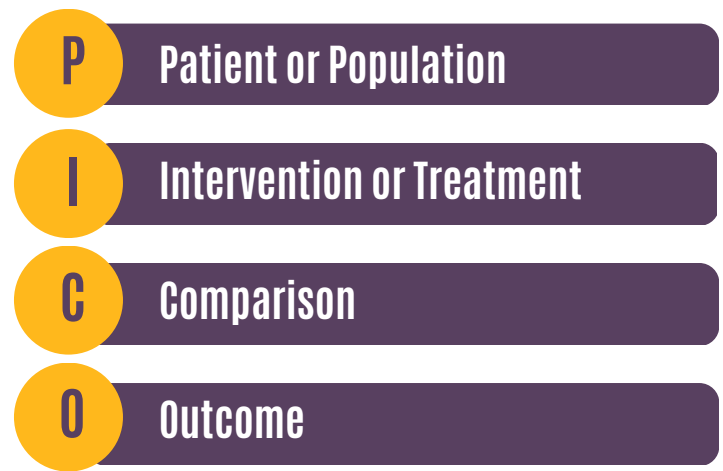 P Patient or Population
I Intervention or Treatment
C Comparison
O Outcome